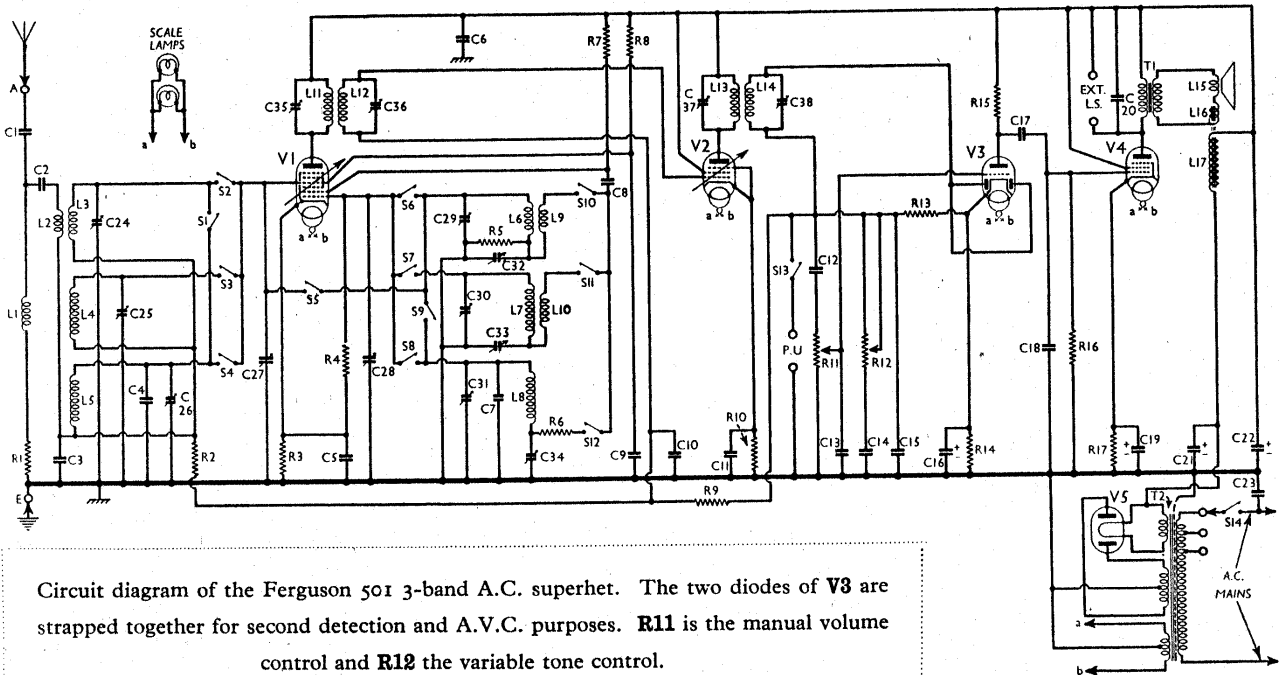 SCALE
LAMPS
A
C1
C2
a
b
L2
L3
L1
R1
E
C24
L4
C25
L5
C4
C
26
C3
R2
S1
S2
S3
S4
L11
L12
C35
C36
V1
a b
C6
R7
R8
C27
S5
R3
R4
C5
C28
S6
S7
S9
S8
C29
R5
L6
L9
C32
S10
C8
C30
L7
L10
S11
C33
C31
C7
L8
R6
S12
C34
C9
C10
R9
C
37
L13
L14
C38
V2
a b
C11
R10
S13
P.U
C12
R11
R12
C13
C14
C15
R13
C16
+
R14
R15
C17
V3
a b
C18
R16
EXT.
L.S.
C
20
T1
V4
a b
L15
L16
L17
R17
C19
+
C21
+
C22
+
C23
V5
T2
S14
A.C.
MAINS
a
b
Circuit diagram of the Ferguson 501 3-band A.C. superhet. The two diodes of V3 are
strapped together for second detection and A.V.C. purposes. R11 is the manual volume
control and R12 the variable tone control.